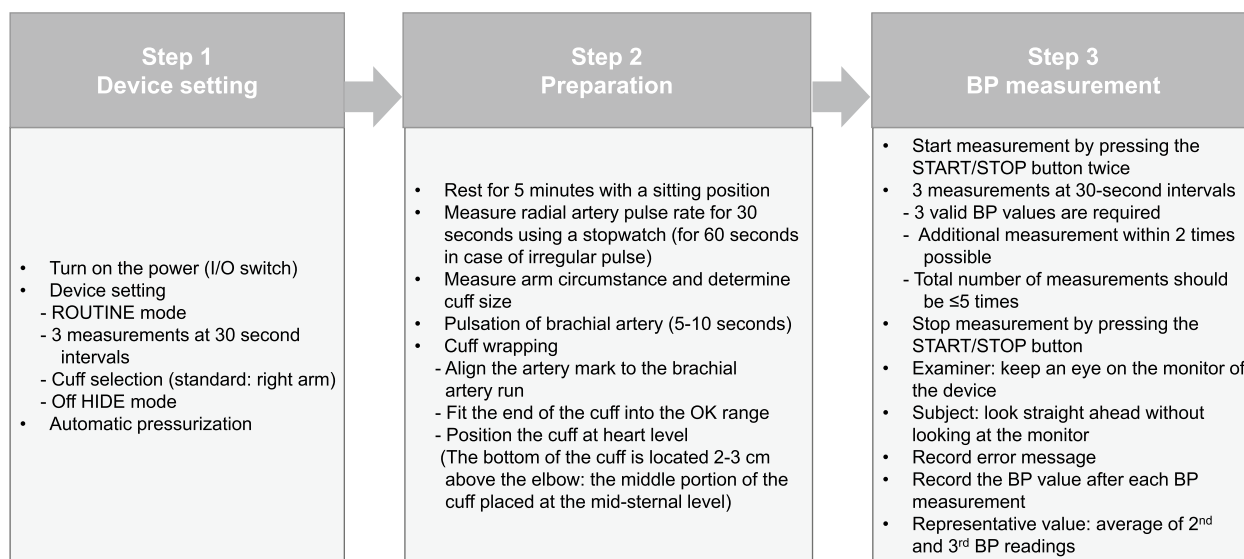 Step 1
Device setting
• Turn on the power (I/O switch)
• Device setting
- ROUTINE mode
- 3 measurements at 30 second
intervals
- Cuff selection (standard: right arm)
- Off HIDE mode
• Automatic pressurization
Step 2
Preparation
• Rest for 5 minutes with a sitting position
• Measure radial artery pulse rate for 30
seconds using a stopwatch (for 60 seconds
in case of irregular pulse)
• Measure arm circumstance and determine
cuff size
• Pulsation of brachial artery (5-10 seconds)
• Cuff wrapping
- Align the artery mark to the brachial
artery run
- Fit the end of the cuff into the OK range
- Position the cuff at heart level
(The bottom of the cuff is located 2-3 cm
above the elbow: the middle portion of the
cuff placed at the mid-sternal level)
Step 3
BP measurement
• Start measurement by pressing the
START/STOP button twice
• 3 measurements at 30-second intervals
- 3 valid BP values are required
- Additional measurement within 2 times
possible
- Total number of measurements should
be ≤5 times
• Stop measurement by pressing the
START/STOP button
• Examiner: keep an eye on the monitor of
the device
• Subject: look straight ahead without
looking at the monitor
• Record error message
• Record the BP value after each BP
measurement
• Representative value: average of 2nd
and 3rd BP readings